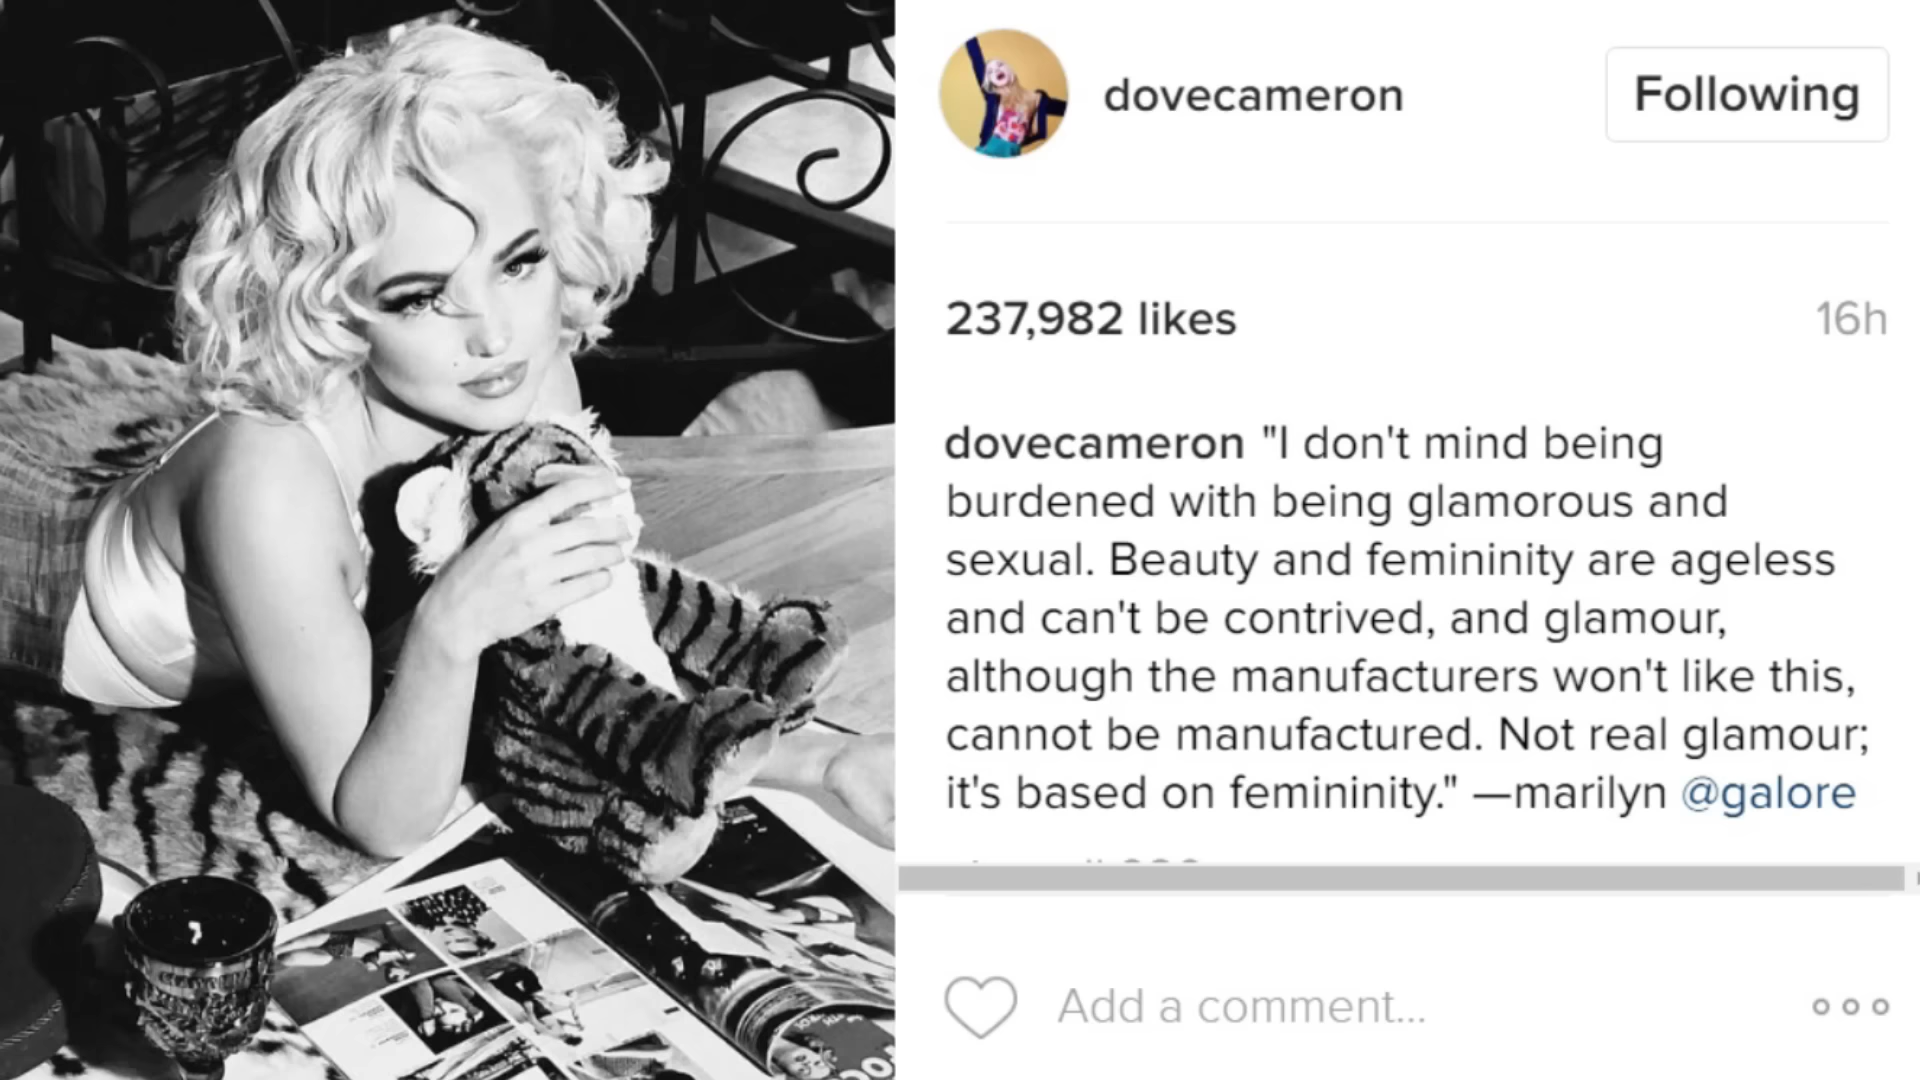 dovecameron
Following
237,982 likes
16h
dovecameron "I don't mind being
burdened with being glamorous and
sexual. Beauty and femininity are ageless
and can't be contrived, and glamour,
although the manufacturers won't like this,
cannot be manufactured. Not real glamour;
it's based on femininity." —marilyn @galore
Add a comment...